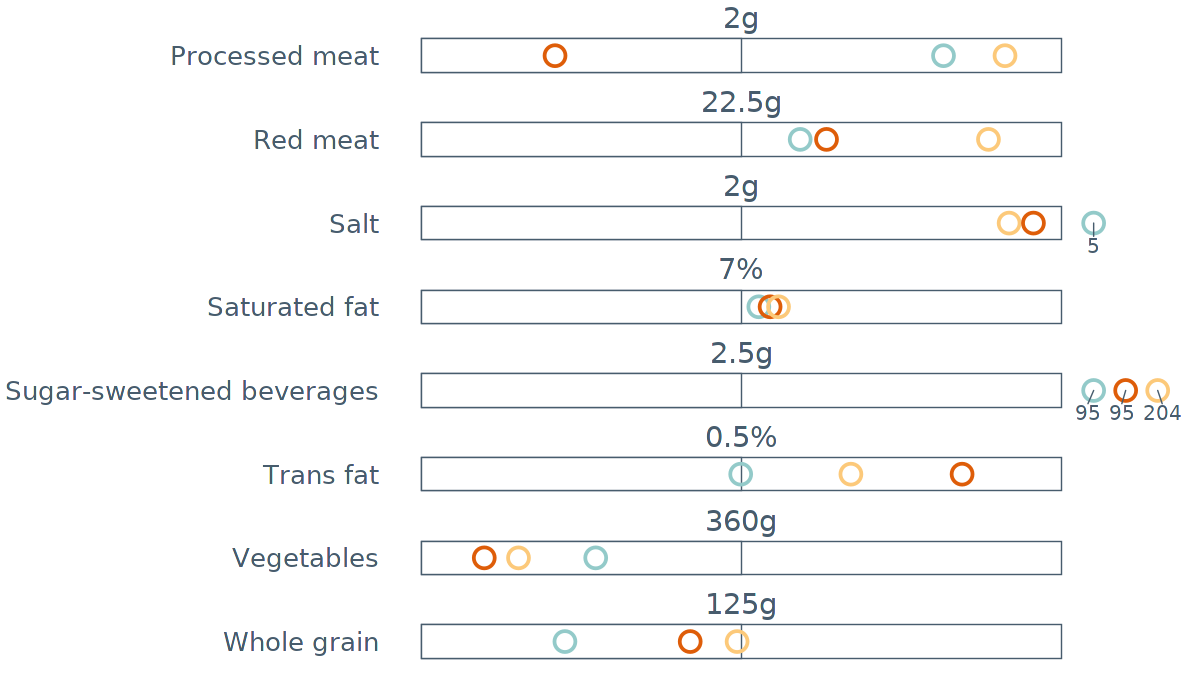 2g
Processed meat
22.5g
Red meat
2g
Salt
5
7%
Saturated fat
2.5g
Sugar-sweetened beverages
95 95 204
0.5%
Trans fat
360g
Vegetables
125g
Whole grain